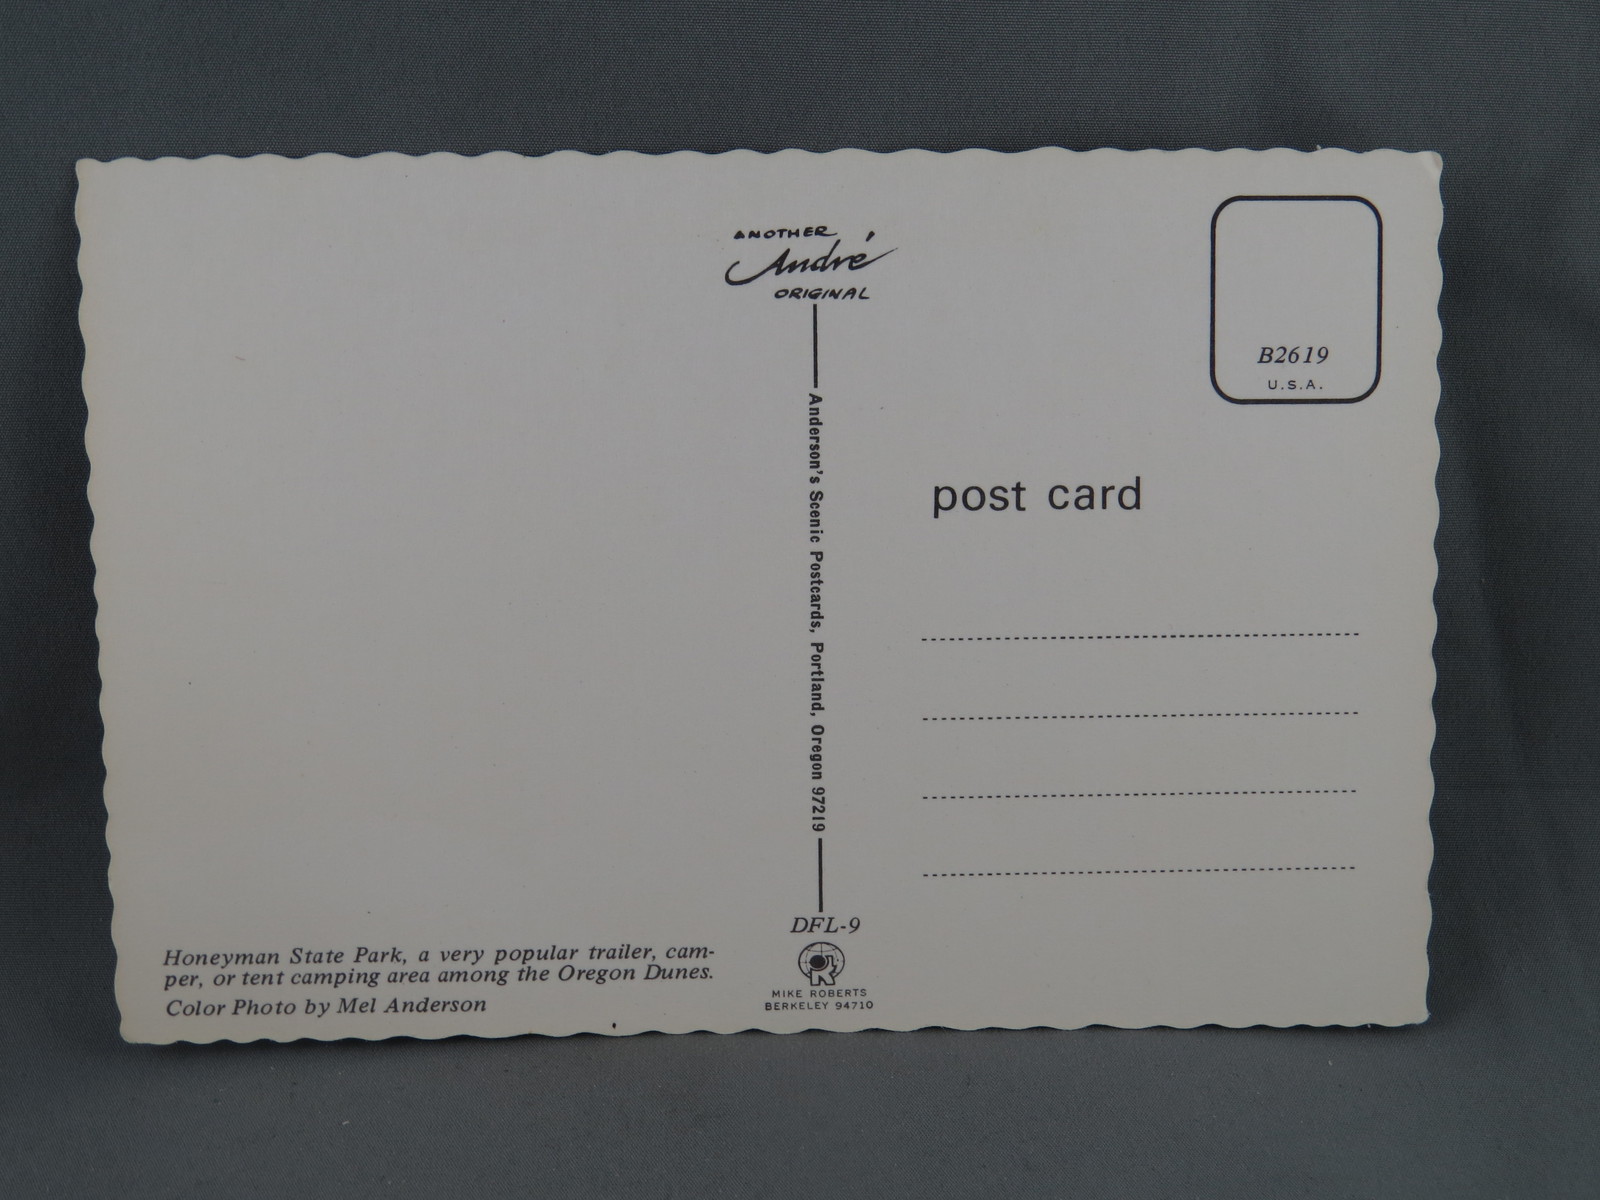 ANOTHER
André
ORIGINAL
B2619
U.S.A.
post card
Anderson's Scenic Postcards, Portland, Oregon 97219
DFL-9
MIKE ROBERTS
BERKELEY 94710
Honeyman State Park, a very popular trailer, cam-
per, or tent camping area among the Oregon Dunes.
Color Photo by Mel Anderson